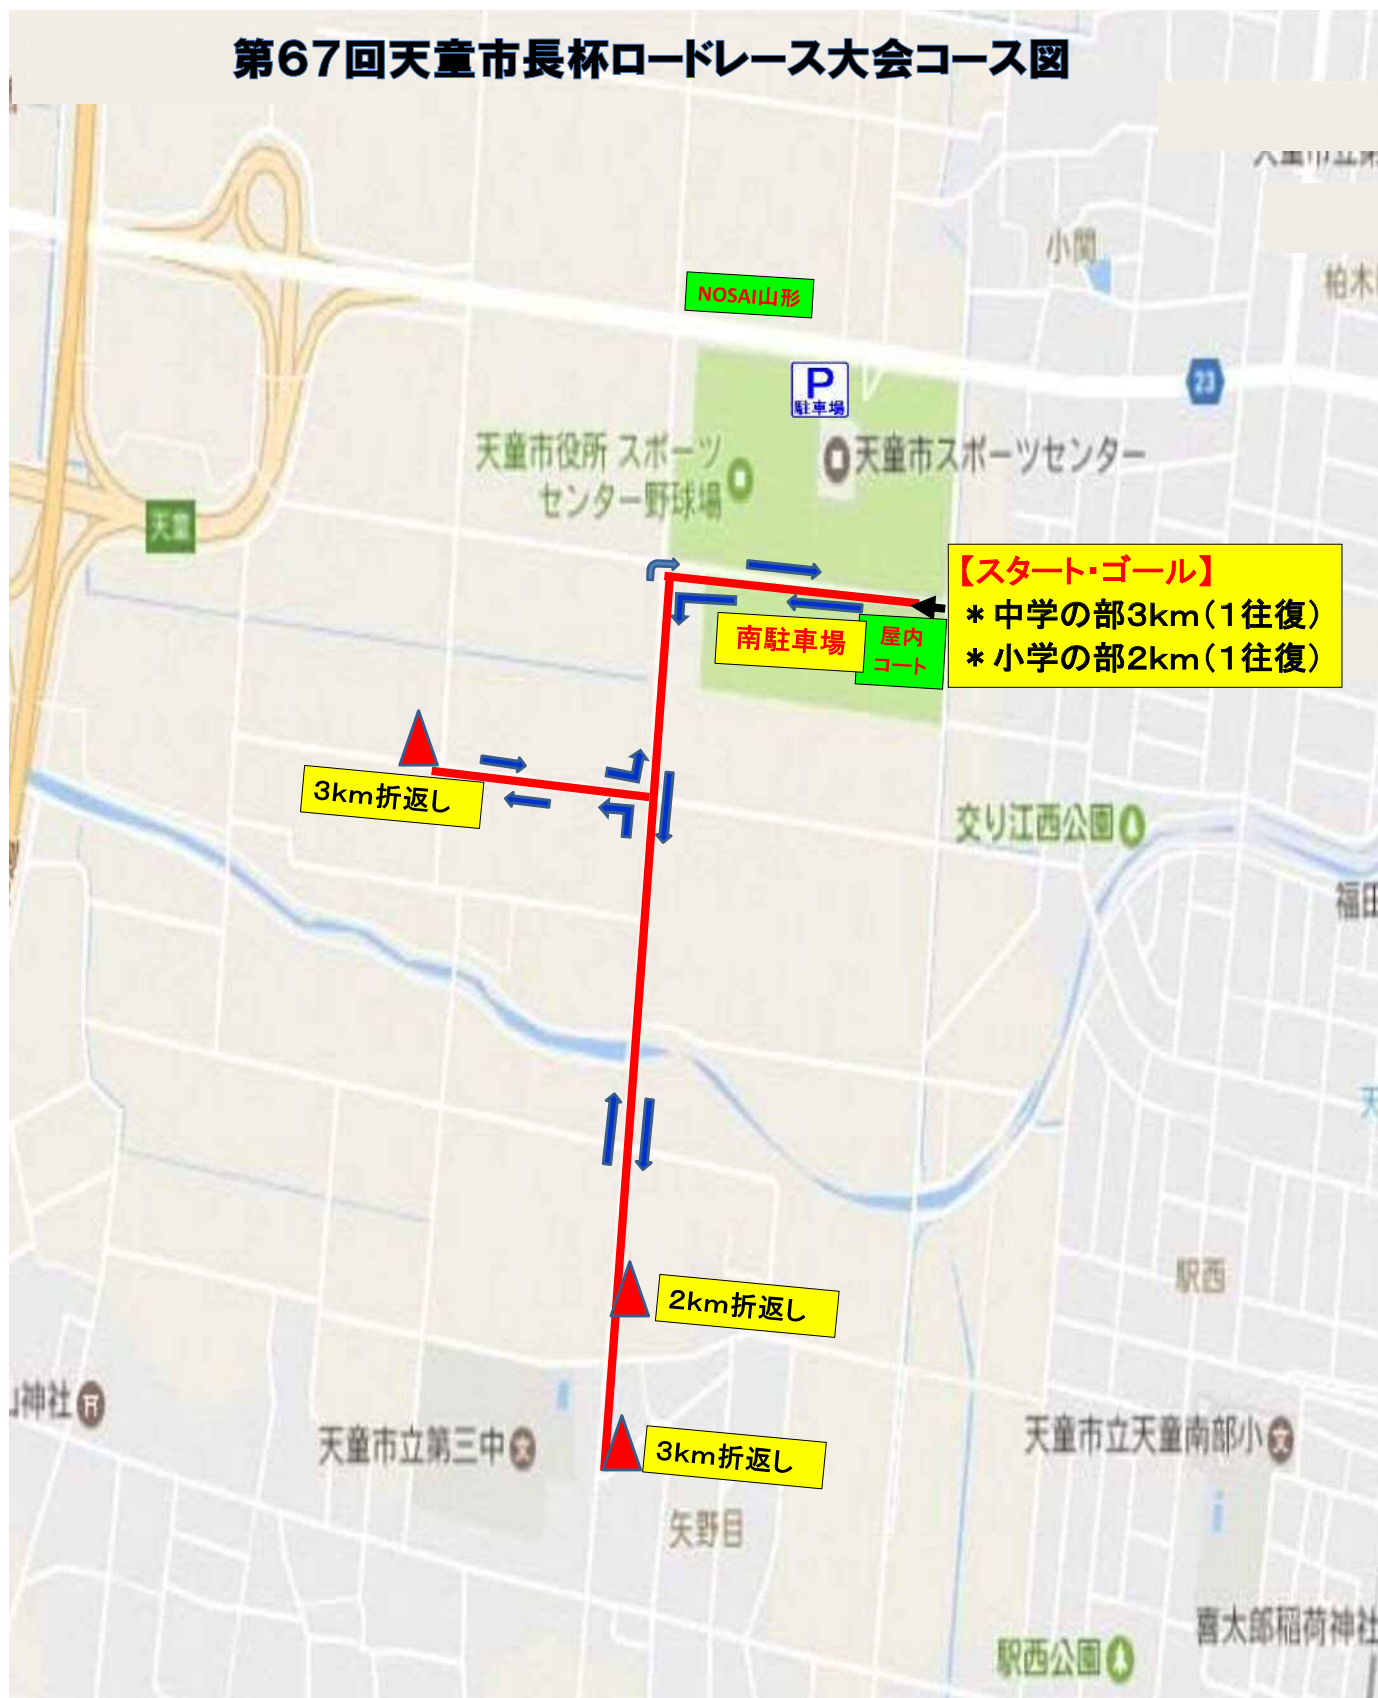 第67回天童市長杯ロードレース大会コース図
小関
NOSAI山形
P
駐車場
23
天童市役所 スポーツ
センター野球場
天童市スポーツセンター
天童
【スタート・ゴール】
＊中学の部3km(1往復)
＊小学の部2km(1往復)
南駐車場
屋内
コート
3km折返し
交り江西公園
福田
2km折返し
駅西
神社
天童市立第三中
文
3km折返し
天童市立天童南部小
文
矢野目
喜太郎稲荷神社
駅西公園